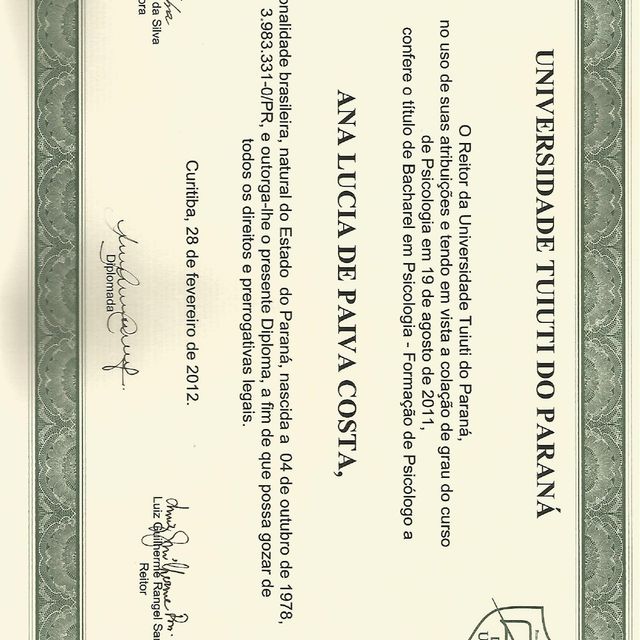 UNIVERSIDADE TUIUTI DO PARANÁ
O Reitor da Universidade Tuiuti do Paraná,
no uso de suas atribuições e tendo em vista a colação de grau do curso
de Psicologia em 19 de agosto de 2011,
confere o título de Bacharel em Psicologia - Formação de Psicólogo a
ANA LUCIA DE PAIVA COSTA,
onalidade brasileira, natural do Estado do Paraná, nascida a 04 de outubro de 1978,
3.983.331-0/PR, e outorga-lhe o presente Diploma, a fim de que possa gozar de
todos os direitos e prerrogativas legais.
Curitiba, 28 de fevereiro de 2012.
da Silva
ora
Diplomada
Luiz Guilherme Rangel San
Reitor